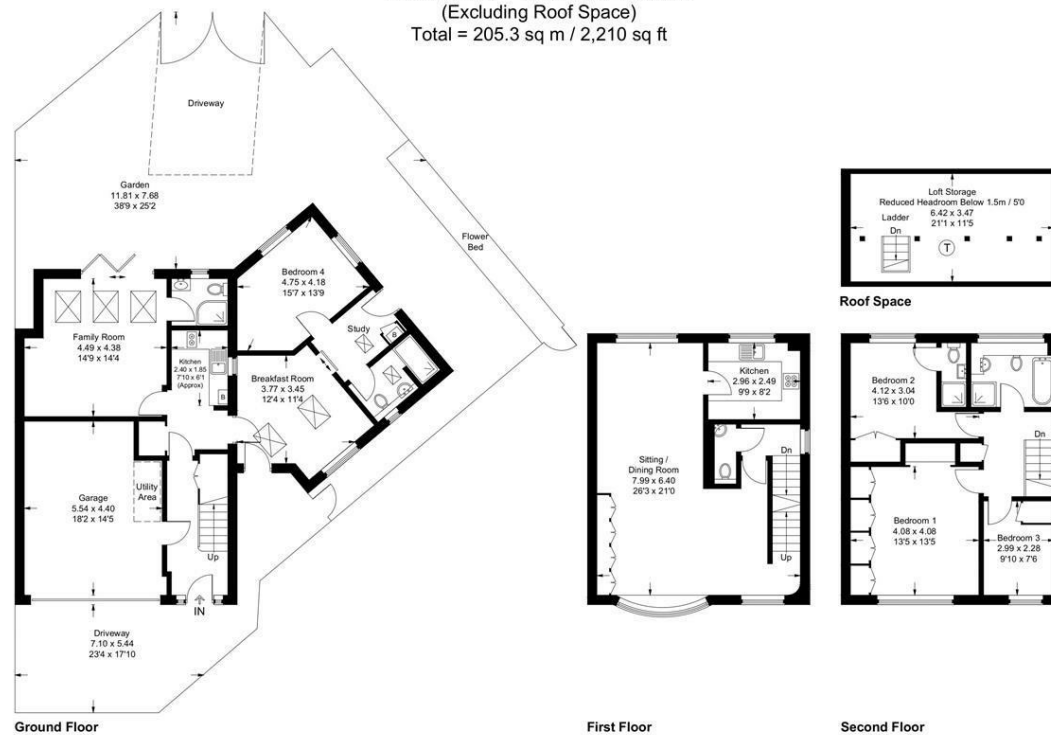 (Excluding Roof Space)
Total = 205.3 sq m / 2,210 sq ft
Driveway
Garden
11.81 x 7.68
38'9 x 25'2
Flower
Bed
Bedroom 4
4.75 x 4.18
15'7 x 13'9
Study
B
Family Room
4.49 x 4.38
14'9 x 14'4
Kitchen
2.40 x 1.85
7'10 x 6'1
(Approx)
B
Breakfast Room
3.77 x 3.45
12'4 x 11'4
Garage
5.54 x 4.40
18'2 x 14'5
Utility
Area
Up
IN
Driveway
7.10 x 5.44
23'4 x 17'10
Ground Floor
Kitchen
2.96 x 2.49
9'9 x 8'2
Sitting /
Dining Room
7.99 x 6.40
26'3 x 21'0
Dn
Up
First Floor
Loft Storage
Reduced Headroom Below 1.5m / 5'0
6.42 x 3.47
21'1 x 11'5
Ladder
Dn
T
Roof Space
Bedroom 2
4.12 x 3.04
13'6 x 10'0
Dn
Bedroom 1
4.08 x 4.08
13'5 x 13'5
Bedroom 3
2.99 x 2.28
9'10 x 7'6
Second Floor